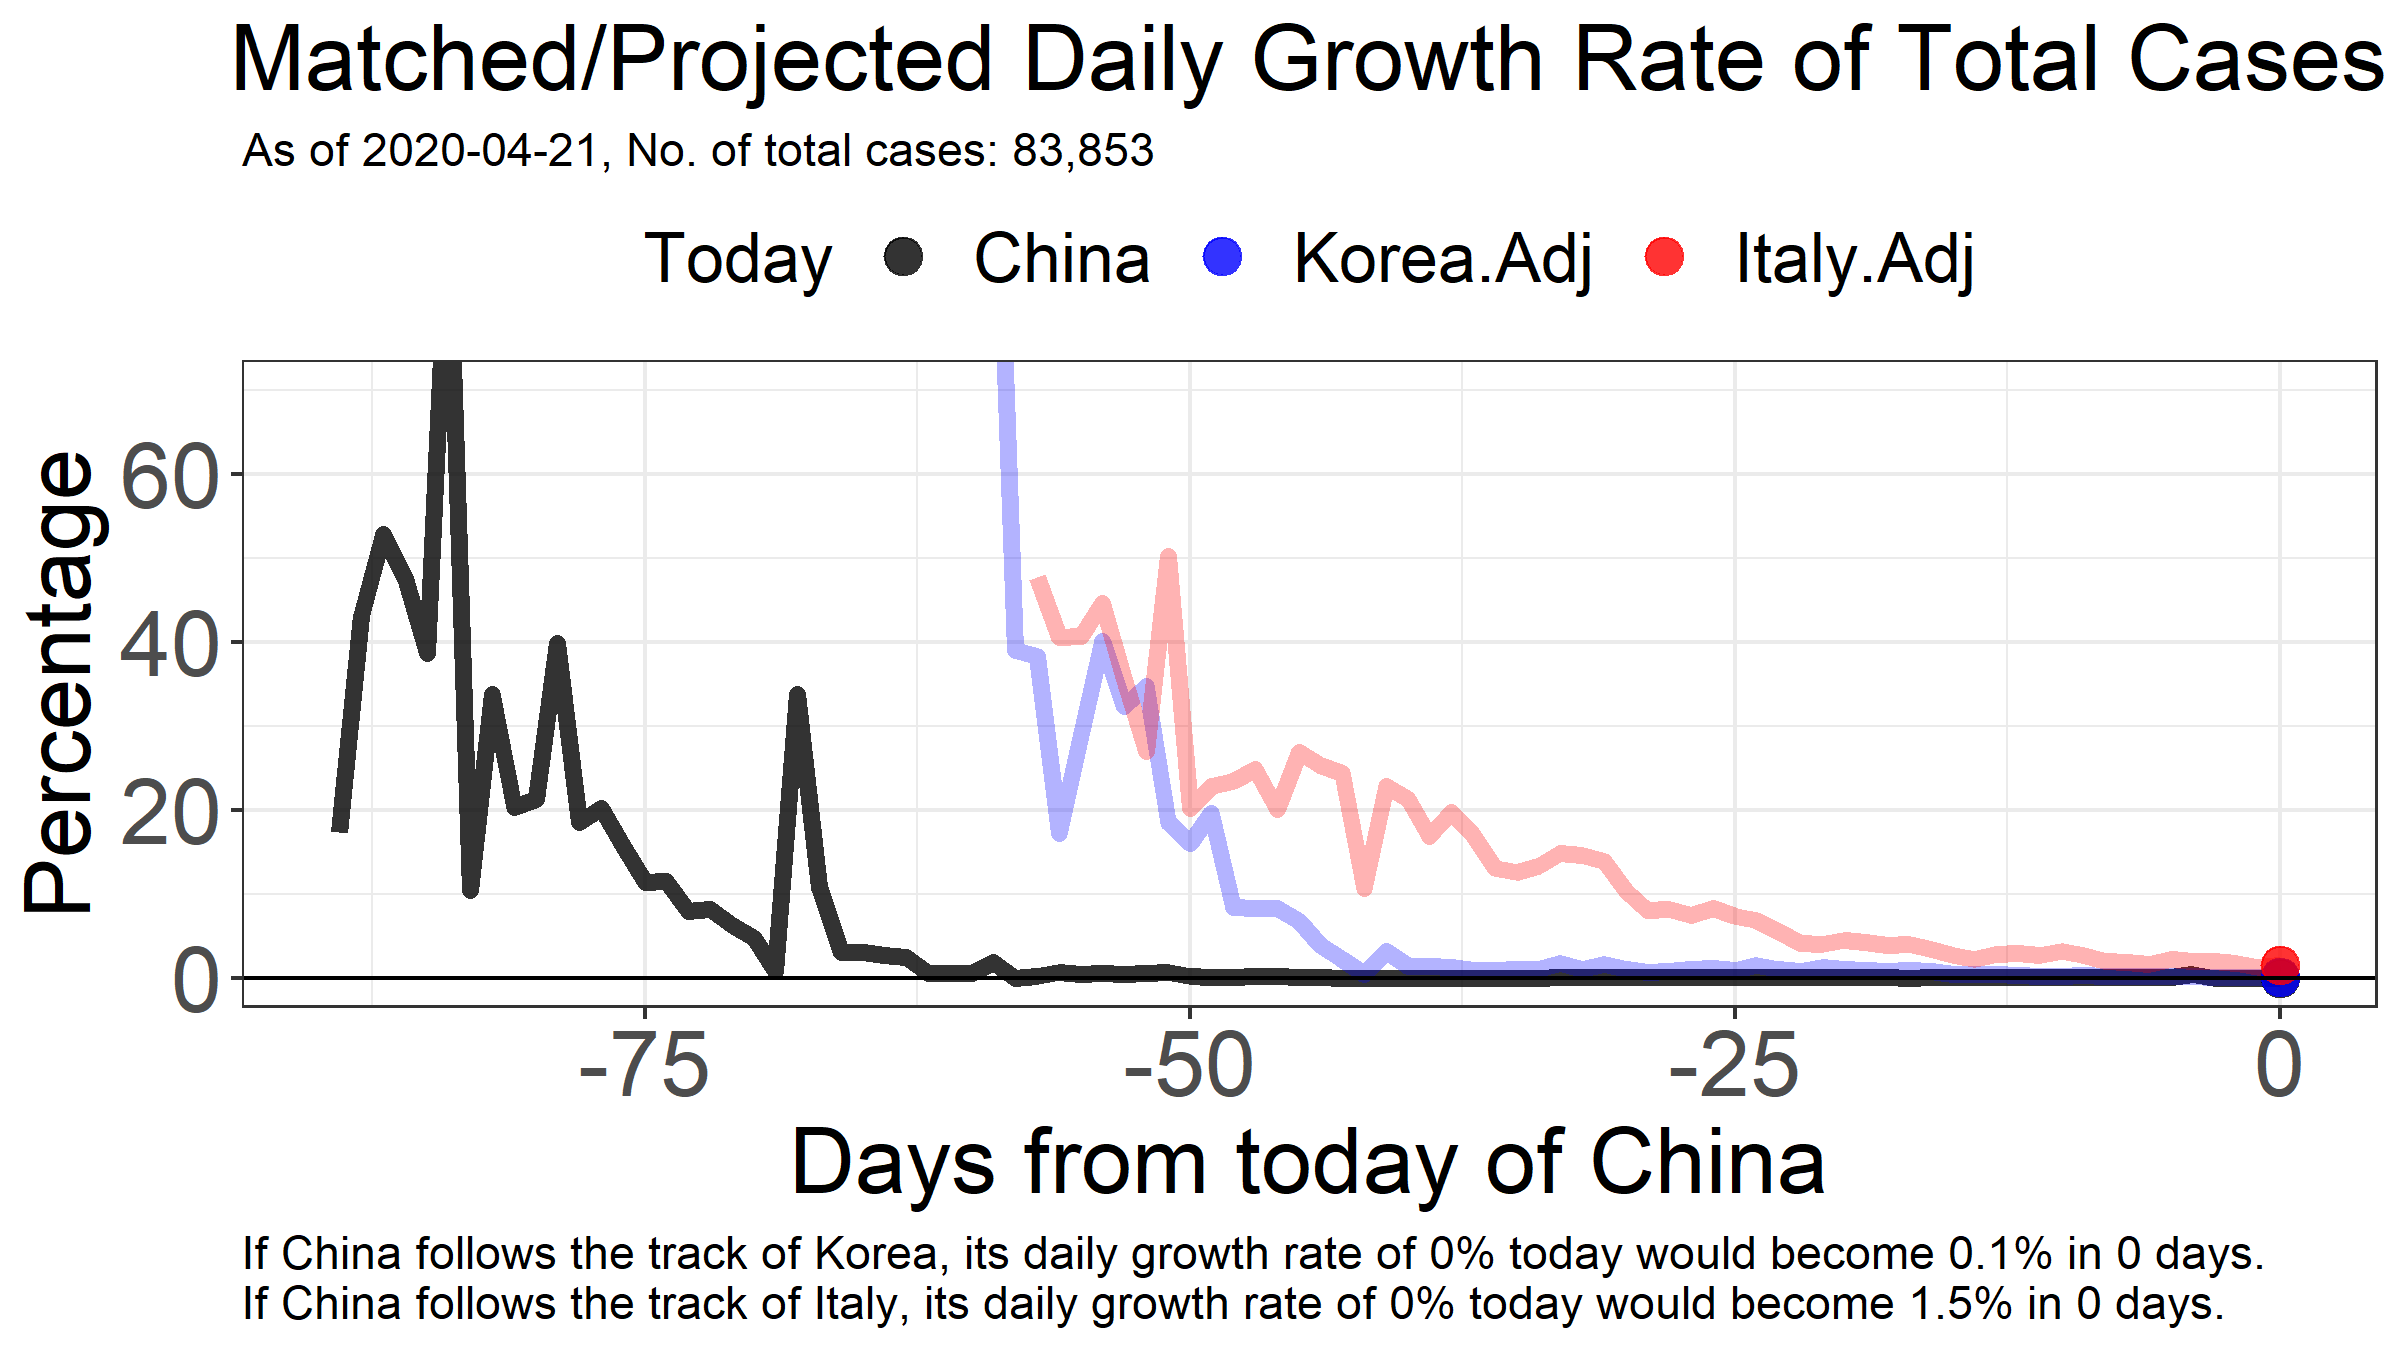 Matched/Projected Daily Growth Rate of Total Cases
As of 2020-04-21, No. of total cases: 83,853
Today China Korea.Adj Italy.Adj
Percentage
60
40
20
0
-75 -50 -25 0
Days from today of China
If China follows the track of Korea, its daily growth rate of 0% today would become 0.1% in 0 days.
If China follows the track of Italy, its daily growth rate of 0% today would become 1.5% in 0 days.